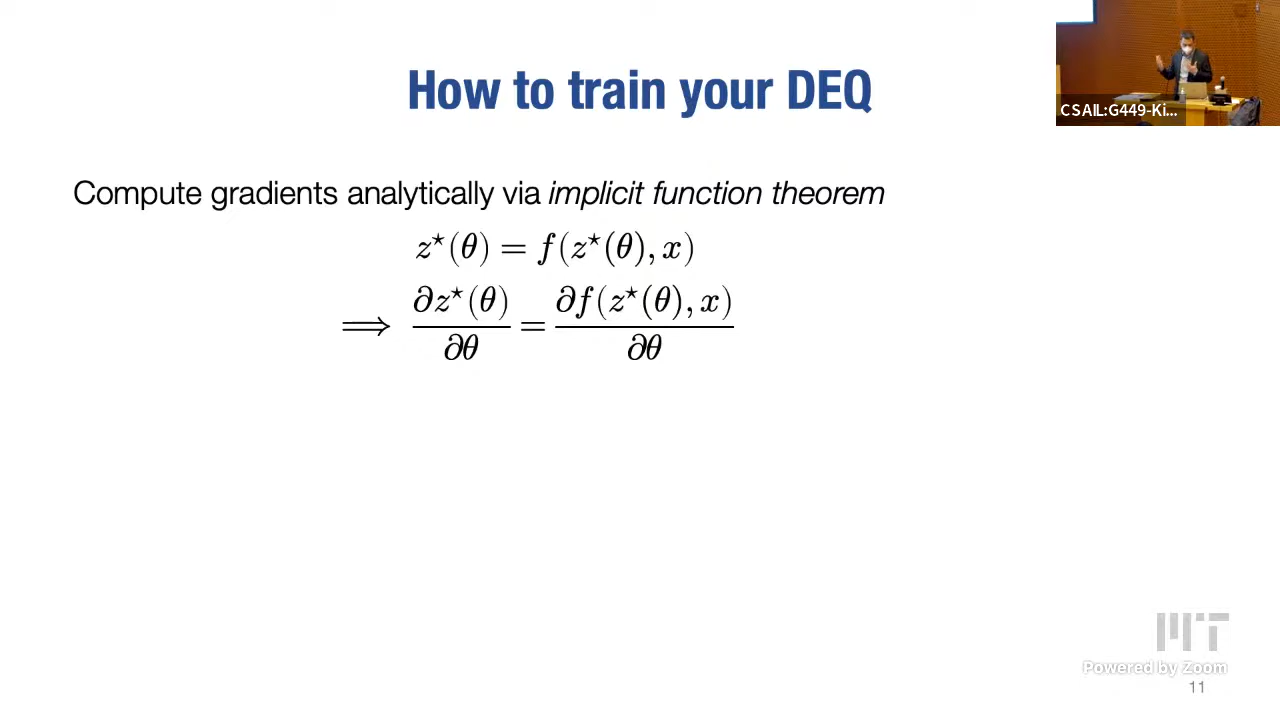 How to train your DEQ
CSAIL:G449-Ki...
Compute gradients analytically via implicit function theorem
z⋆(θ) = f(z⋆(θ), x)
⟹ ∂z⋆(θ)/∂θ = ∂f(z⋆(θ), x)/∂θ
MIT
Powered by Zoom
11